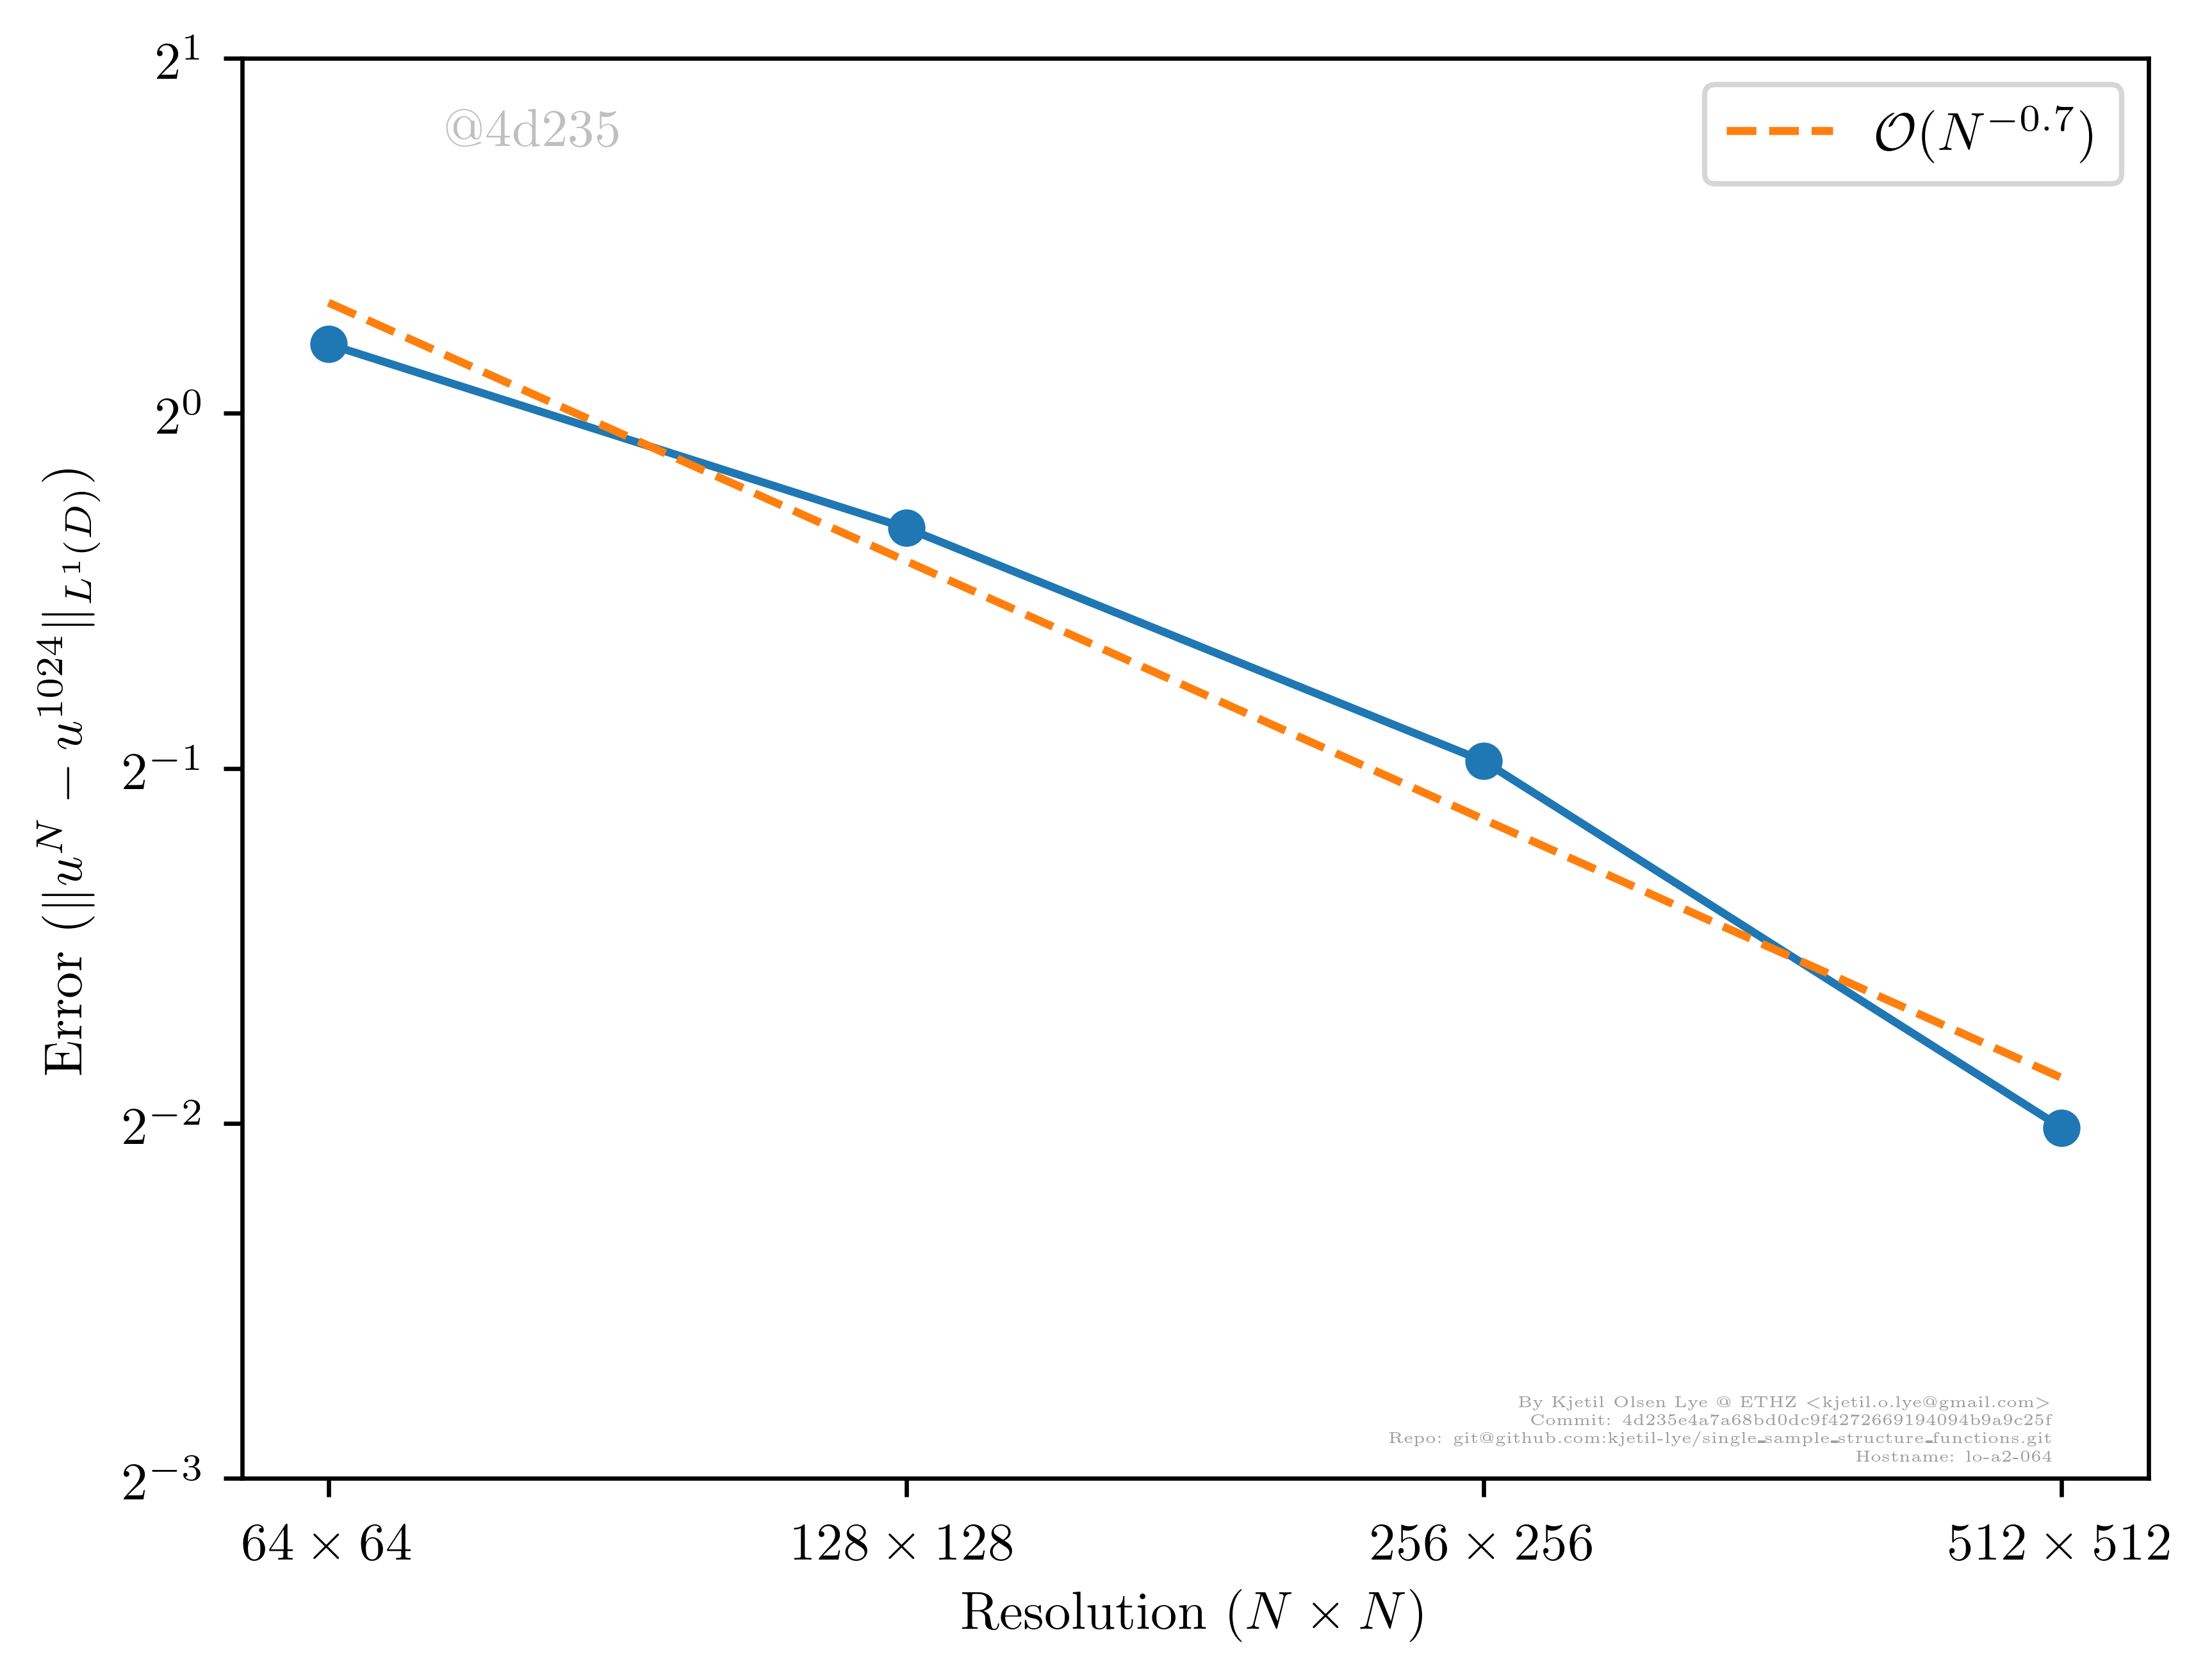 2^1
@4d235
O(N^{-0.7})
2^0
2^{-1}
2^{-2}
2^{-3}
Error (||u^N − u^{1024}||_{L^1(D)})
By Kjetil Olsen Lye @ ETHZ <kjetil.o.lye@gmail.com>
Commit: 4d235e4a7a68bd0dc9f4272669194094b9a9c25f
Repo: git@github.com:kjetil-lye/single_sample_structure_functions.git
Hostname: lo-a2-064
64 × 64 128 × 128 256 × 256 512 × 512
Resolution (N × N)